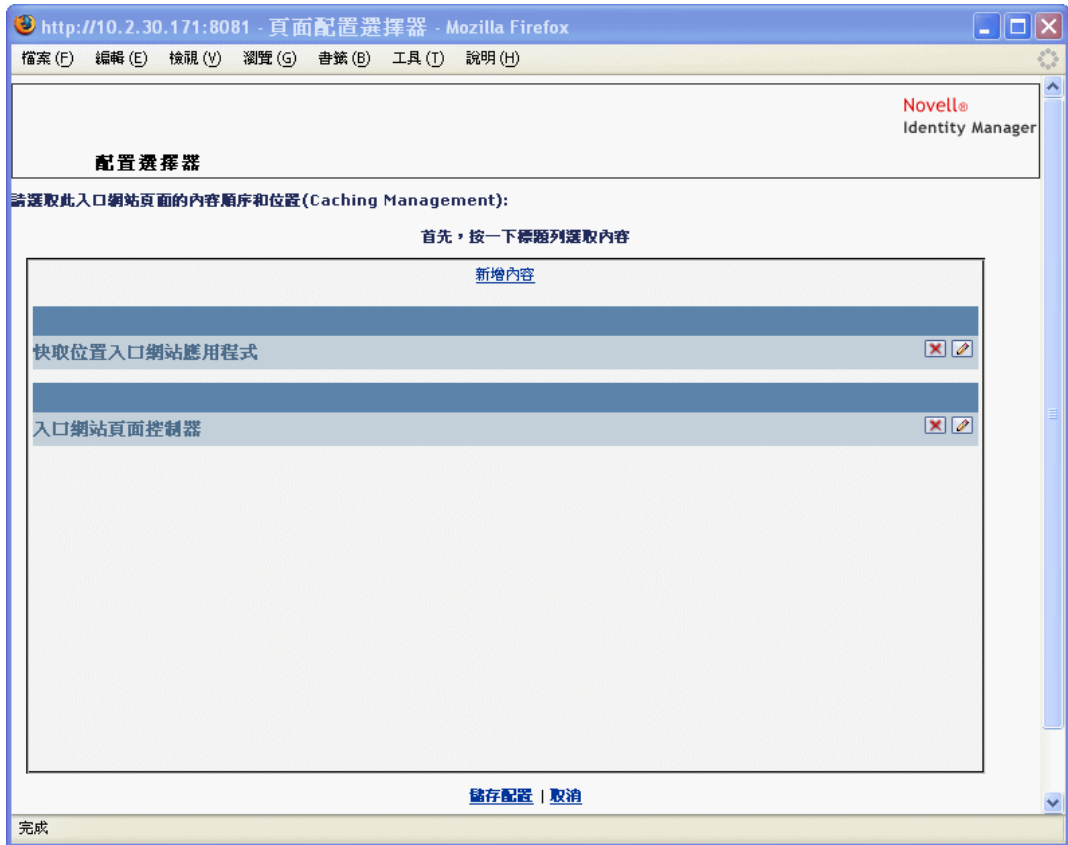 http://10.2.30.171:8081 - 頁面配置選擇器 - Mozilla Firefox
檔案(F) 編輯(E) 檢視(V) 瀏覽(G) 書籤(B) 工具(T) 說明(H)
Novell®
Identity Manager
配置選擇器
請選取此入口網站頁面的內容順序和位置(Caching Management):
首先，按一下標題列選取內容
新增內容
快取位置入口網站應用程式
入口網站頁面控制器
儲存配置 | 取消
完成